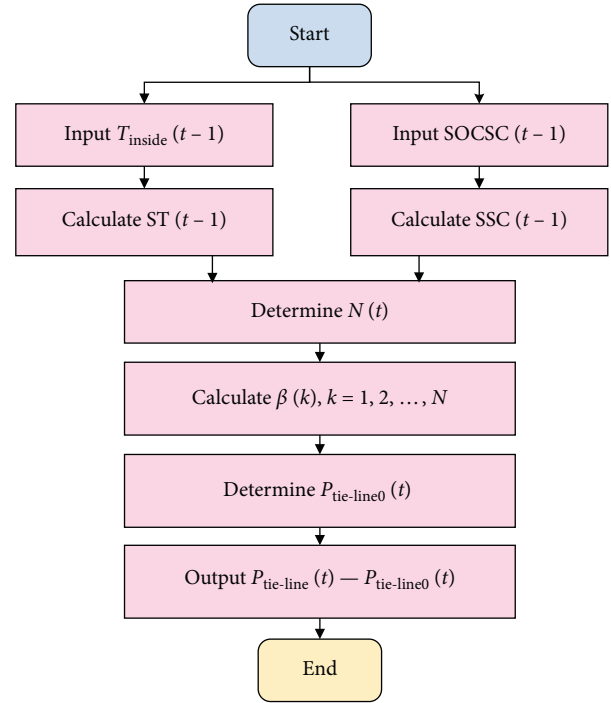 Start
Input T_inside (t – 1)
Input SOCSC (t – 1)
Calculate ST (t – 1)
Calculate SSC (t – 1)
Determine N (t)
Calculate β (k), k = 1, 2, …, N
Determine P_tie-line0 (t)
Output P_tie-line (t) — P_tie-line0 (t)
End